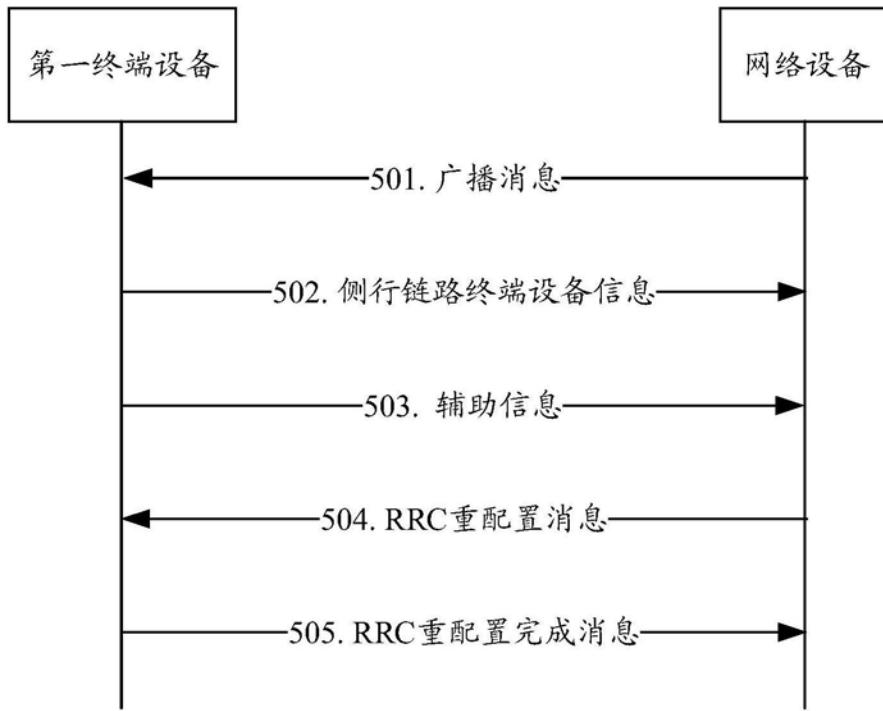 第一终端设备
网络设备
501. 广播消息
502. 侧行链路终端设备信息
503. 辅助信息
504. RRC重配置消息
505. RRC重配置完成消息